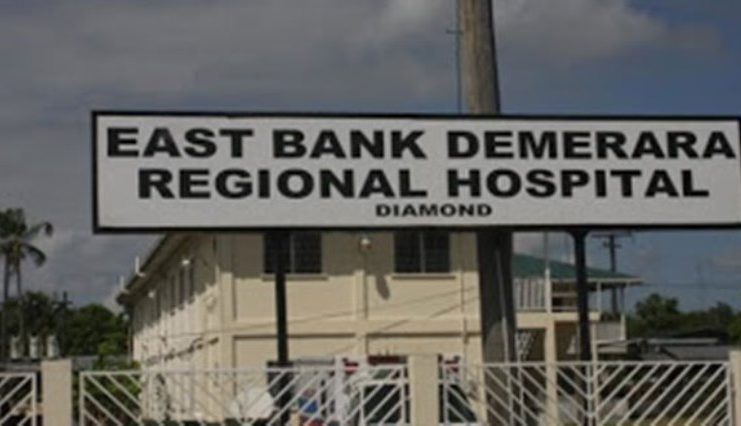 EAST BANK DEMERARA
REGIONAL HOSPITAL
DIAMOND